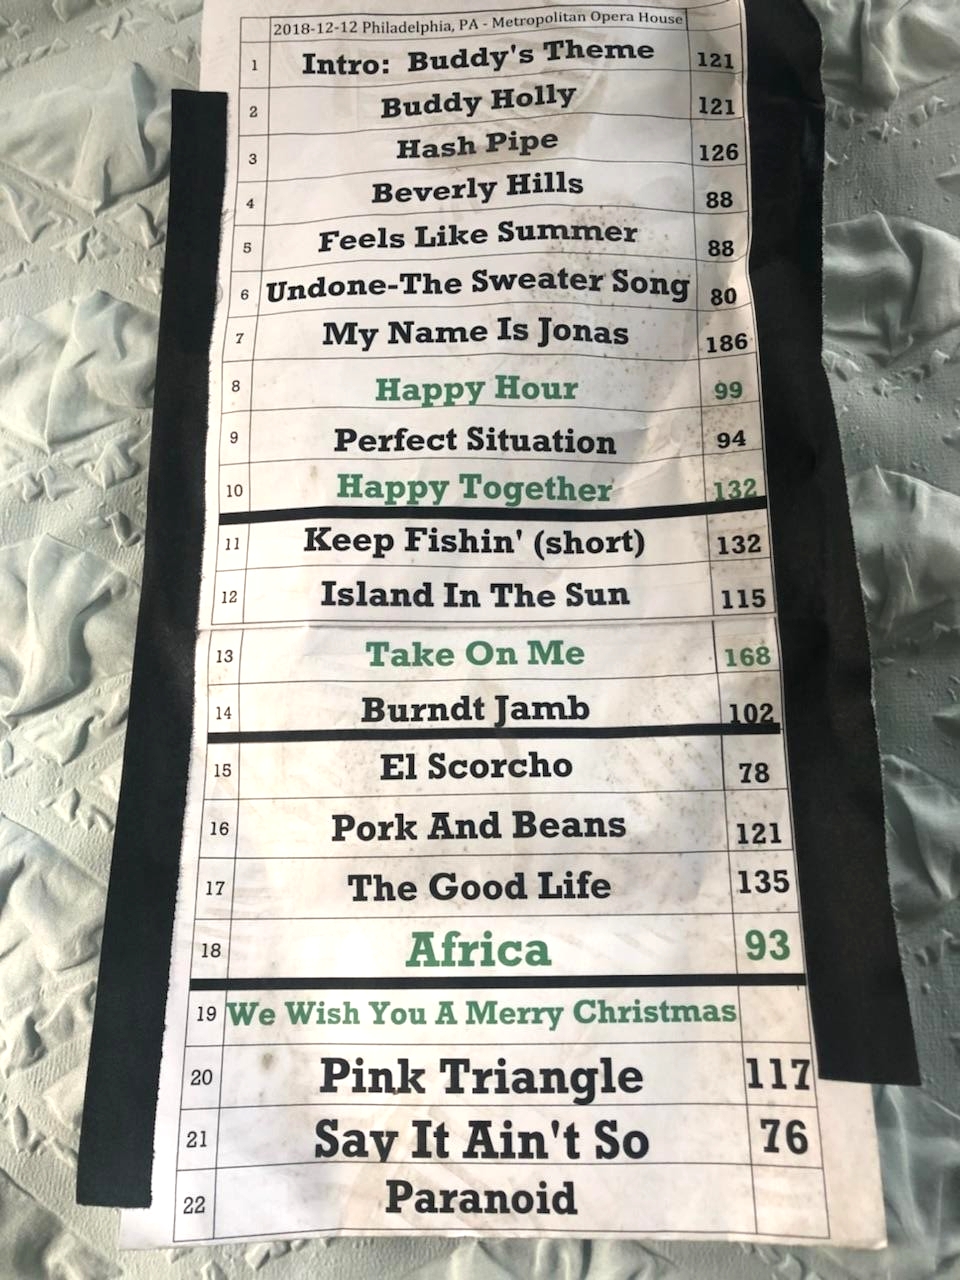 2018-12-12 Philadelphia, PA - Metropolitan Opera House
1 Intro: Buddy's Theme 121
2 Buddy Holly 121
3 Hash Pipe 126
4 Beverly Hills 88
5 Feels Like Summer 88
6 Undone-The Sweater Song 80
7 My Name Is Jonas 186
8 Happy Hour 99
9 Perfect Situation 94
10 Happy Together 132
11 Keep Fishin' (short) 132
12 Island In The Sun 115
13 Take On Me 168
14 Burndt Jamb 102
15 El Scorcho 78
16 Pork And Beans 121
17 The Good Life 135
18 Africa 93
19 We Wish You A Merry Christmas
20 Pink Triangle 117
21 Say It Ain't So 76
22 Paranoid